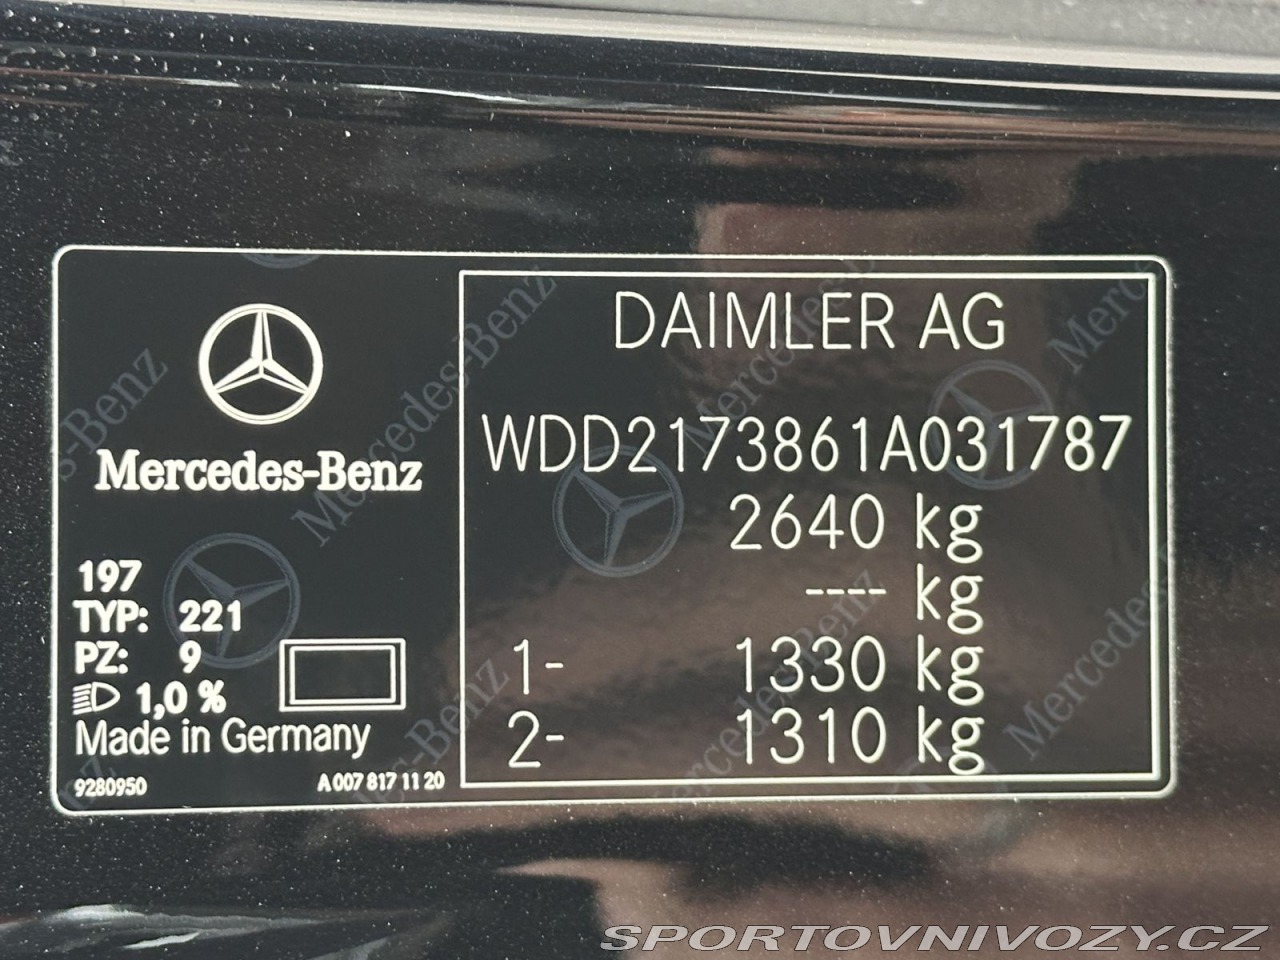 Mercedes-Benz
197
TYP: 221
PZ: 9
1,0 %
Made in Germany
9280950
A 007 817 11 20
DAIMLER AG
WDD2173861A031787
2640 kg
---- kg
1- 1330 kg
2- 1310 kg
SPORTOVNIVOZY.CZ